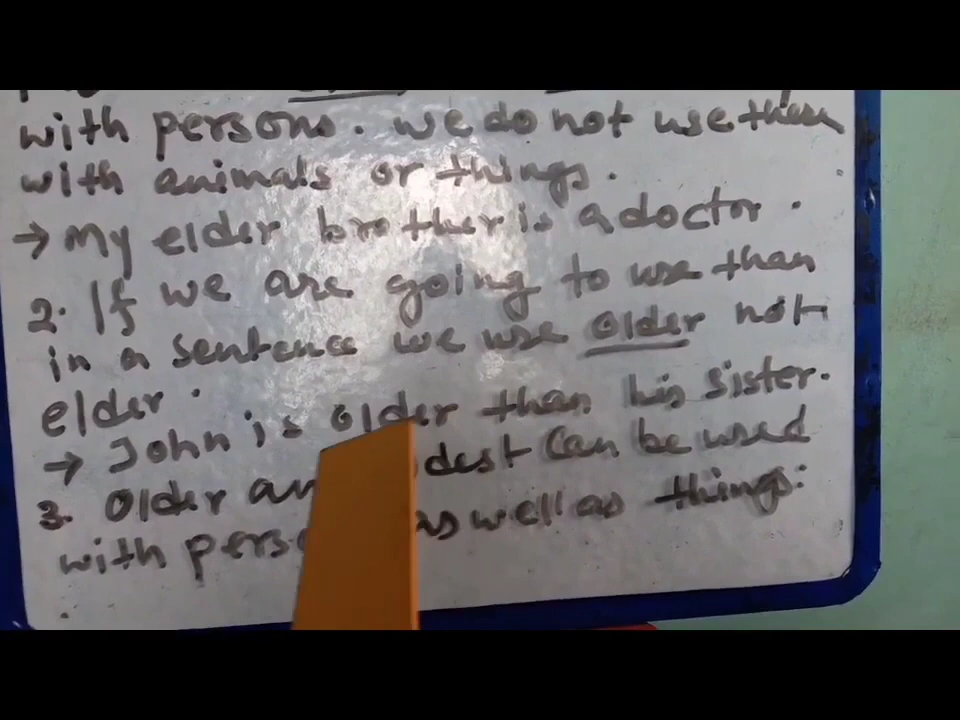 with persons. we do not use them
with animals or things.
→ My elder brother is a doctor.
2. If we are going to use than
in a sentence we use older not
elder.
→ John is older than his sister.
3. Older an dest can be used
with pers as well as things.